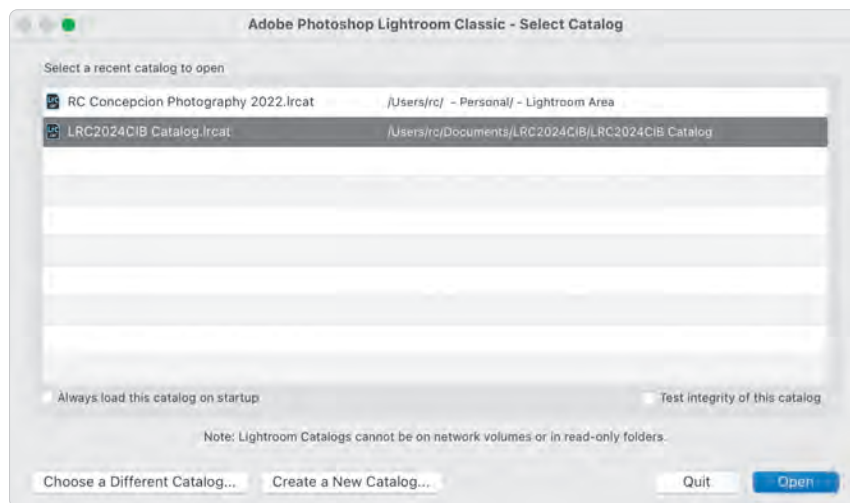 Adobe Photoshop Lightroom Classic - Select Catalog
Select a recent catalog to open
RC Concepcion Photography 2022.lrcat /Users/rc/ - Personal/ - Lightroom Area
LRC2024CIB Catalog.lrcat /Users/rc/Documents/LRC2024CIB/LRC2024CIB Catalog
Always load this catalog on startup Test integrity of this catalog
Note: Lightroom Catalogs cannot be on network volumes or in read-only folders.
Choose a Different Catalog... Create a New Catalog... Quit Open